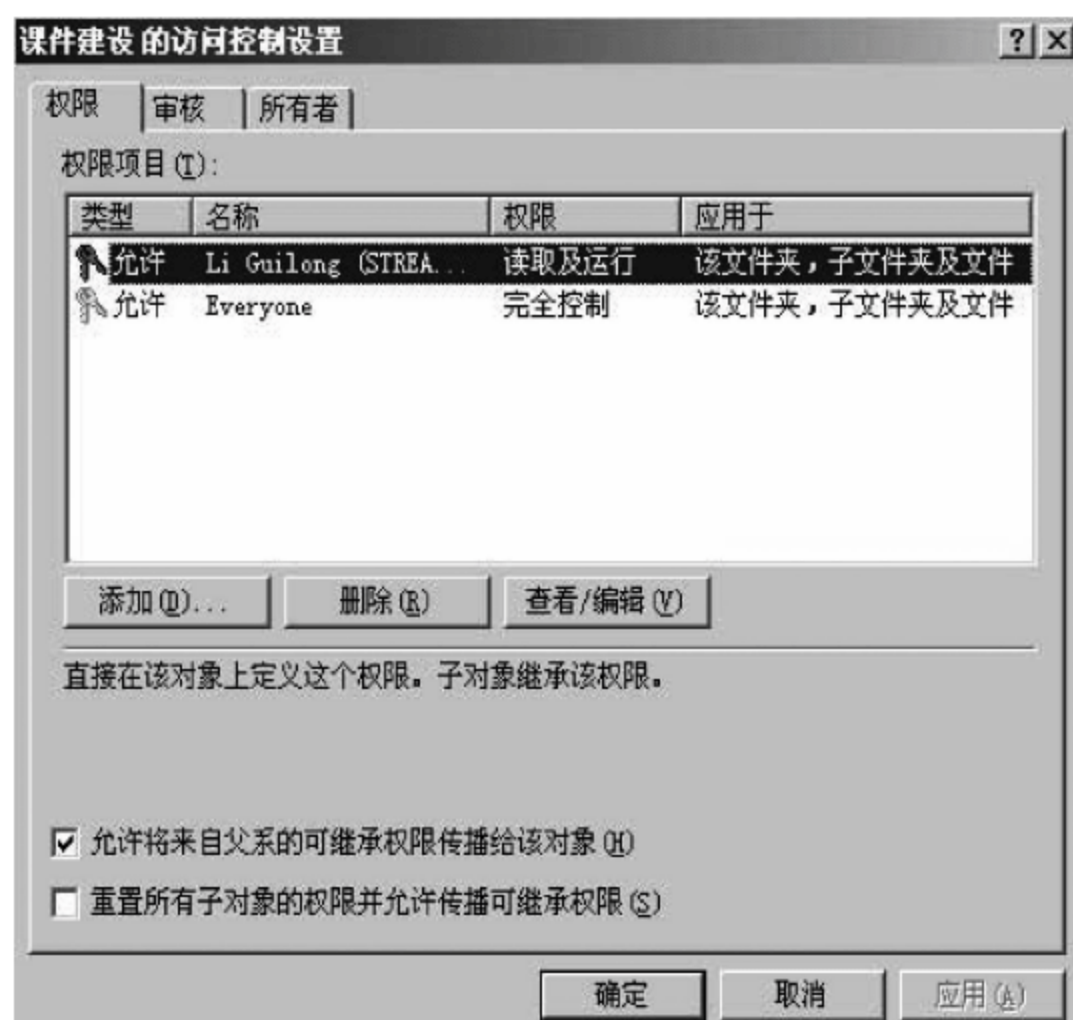 课件建设 的访问控制设置
权限 审核 所有者
权限项目(T):
类型 名称 权限 应用于
允许 Li Guilong (STREA... 读取及运行 该文件夹，子文件夹及文件
允许 Everyone 完全控制 该文件夹，子文件夹及文件
添加(D)... 删除(R) 查看/编辑(V)
直接在该对象上定义这个权限。子对象继承该权限。
允许将来自父系的可继承权限传播给该对象(H)
重置所有子对象的权限并允许传播可继承权限(S)
确定 取消 应用(A)